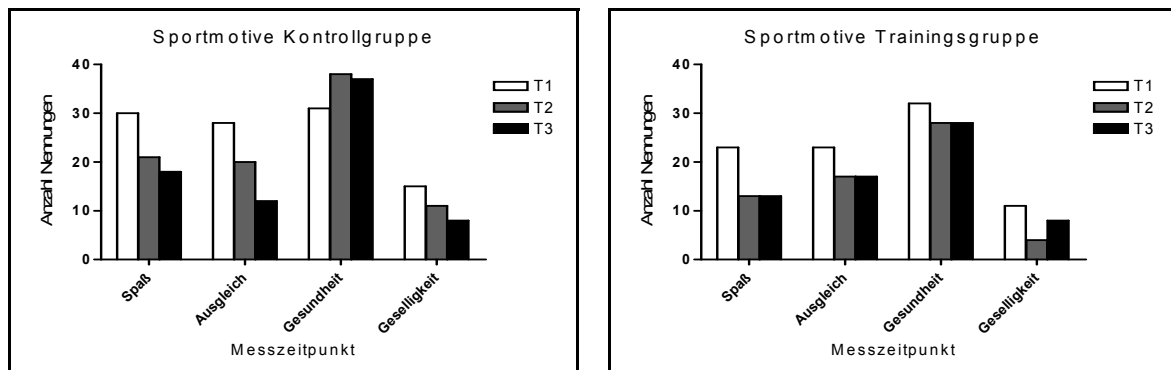 Sportmotive Kontrollgruppe
Anzahl Nennungen
40
30
20
10
0
T1
T2
T3
Spaß
Ausgleich
Gesundheit
Geselligkeit
Messzeitpunkt
Sportmotive Trainingsgruppe
Anzahl Nennungen
40
30
20
10
0
T1
T2
T3
Spaß
Ausgleich
Gesundheit
Geselligkeit
Messzeitpunkt